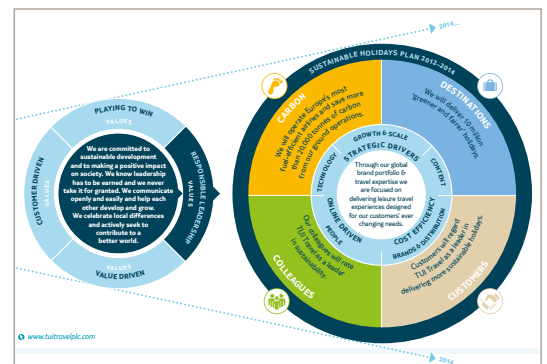 2014...
SUSTAINABLE HOLIDAYS PLAN 2012–2014
PLAYING TO WIN
VALUES
CUSTOMER DRIVEN
VALUES
We are committed to
sustainable development
and to making a positive impact
on society. We know leadership
has to be earned and we never
take it for granted. We communicate
openly and easily and help each
other develop and grow.
We celebrate local differences
and actively seek to
contribute to a
better world.
RESPONSIBLE LEADERSHIP
VALUES
VALUES
VALUE DRIVEN
CARBON
We will operate Europe's most
fuel-efficient airlines and save more
than 20,000 tonnes of carbon
from our ground operations.
DESTINATIONS
We will deliver 10 million
'greener and fairer' holidays.
GROWTH & SCALE
STRATEGIC DRIVERS
TECHNOLOGY
CONTENT
Through our global
brand portfolio &
travel expertise we
are focused on
delivering leisure travel
experiences designed
for our customers' ever
changing needs.
ONLINE DRIVEN
PEOPLE
COST EFFICIENCY
BRANDS & DISTRIBUTION
Our colleagues will rate
TUI Travel as a leader
in sustainability.
COLLEAGUES
Customers will regard
TUI Travel as a leader in
delivering more sustainable holidays.
CUSTOMERS
www.tuitravelplc.com
2014